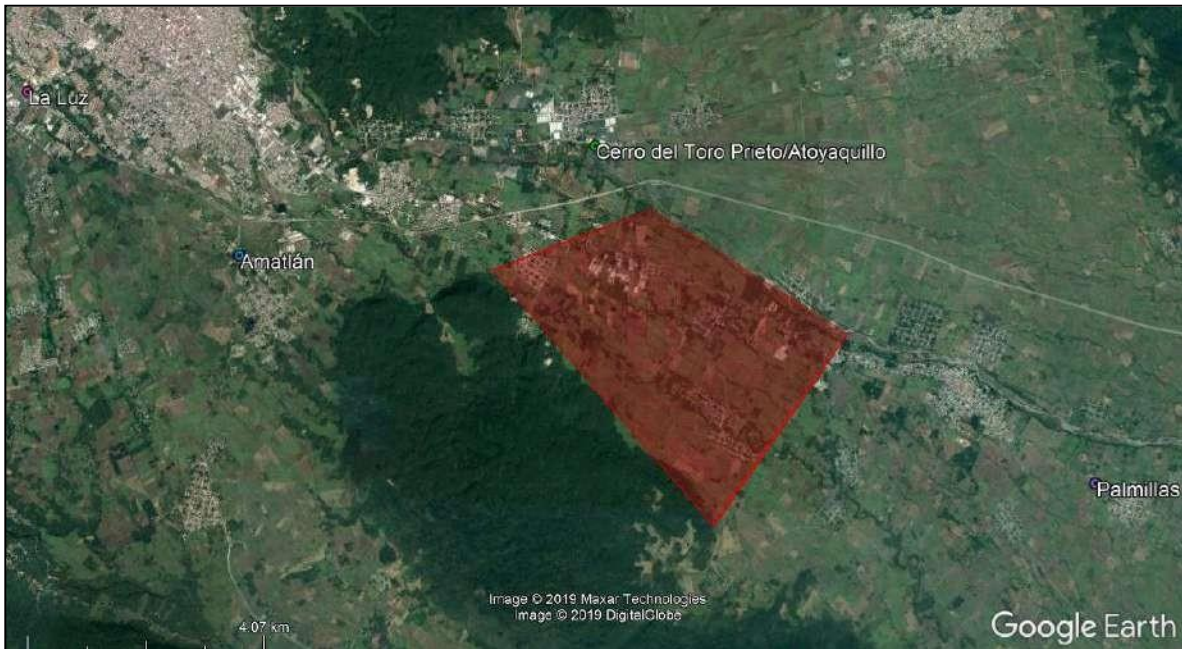 La Luz
Cerro del Toro Prieto/Atoyaquillo
Amatlán
Palmillas
Image © 2019 Maxar Technologies
Image © 2019 DigitalGlobe
4.07 km
Google Earth